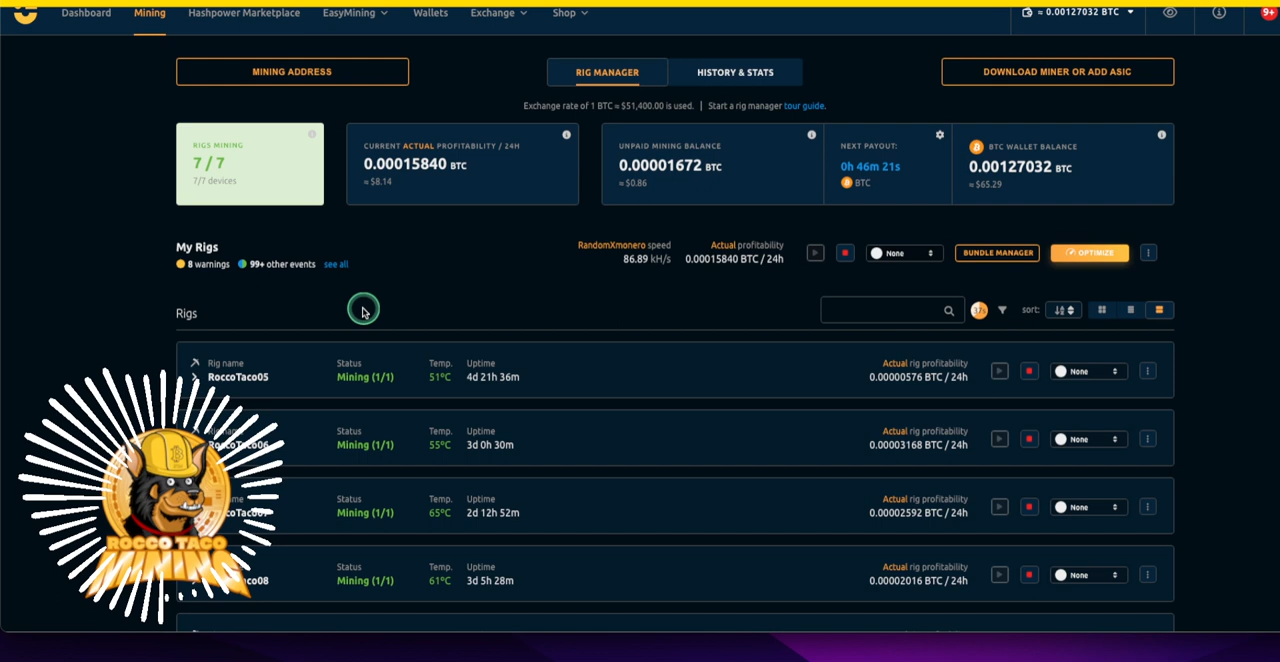 Dashboard Mining Hashpower Marketplace EasyMining Wallets Exchange Shop ≈ 0.00127032 BTC 9+
MINING ADDRESS RIG MANAGER HISTORY & STATS DOWNLOAD MINER OR ADD ASIC
Exchange rate of 1 BTC ≈ $51,400.00 is used. | Start a rig manager tour guide.
RIGS MINING
7 / 7
7/7 devices
CURRENT ACTUAL PROFITABILITY / 24H
0.00015840 BTC
≈ $8.14
UNPAID MINING BALANCE
0.00001672 BTC
≈ $0.86
NEXT PAYOUT:
0h 46m 21s
BTC
BTC WALLET BALANCE
0.00127032 BTC
≈ $65.29
My Rigs
8 warnings 99+ other events see all
RandomXmonero speed
86.89 kH/s
Actual profitability
0.00015840 BTC / 24h
None BUNDLE MANAGER OPTIMIZE
Rigs
sort:
Rig name Status Temp. Uptime Actual rig profitability
RoccoTaco05 Mining (1/1) 51°C 4d 21h 36m 0.00000576 BTC / 24h None
Status Temp. Uptime Actual rig profitability
Mining (1/1) 55°C 3d 0h 30m 0.00003168 BTC / 24h None
Status Temp. Uptime Actual rig profitability
Mining (1/1) 65°C 2d 12h 52m 0.00002592 BTC / 24h None
Status Temp. Uptime Actual rig profitability
Mining (1/1) 61°C 3d 5h 28m 0.00002016 BTC / 24h None
ROCCO TACO
MINING